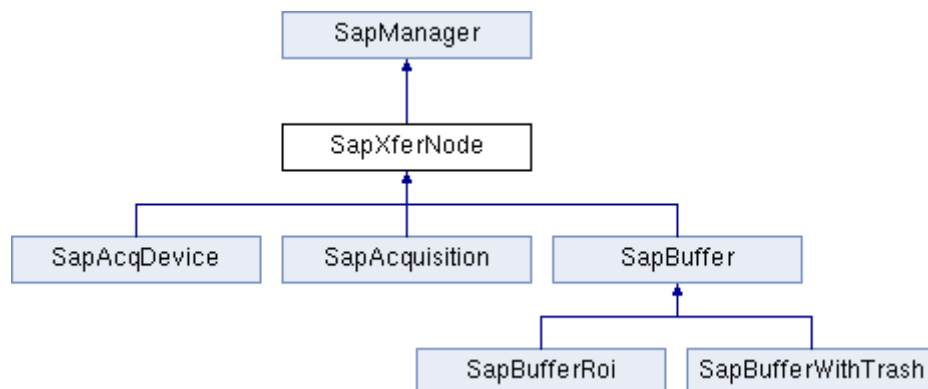 SapManager
SapXferNode
SapAcqDevice
SapAcquisition
SapBuffer
SapBufferRoi
SapBufferWithTrash